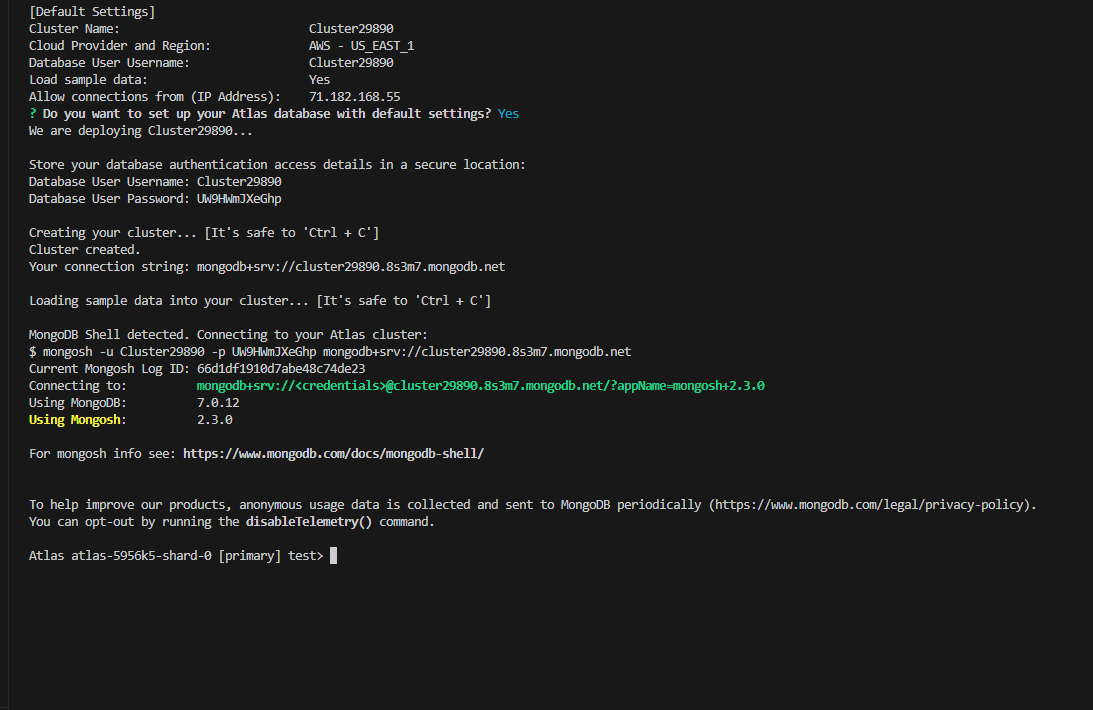 [Default Settings]
Cluster Name: Cluster29890
Cloud Provider and Region: AWS - US_EAST_1
Database User Username: Cluster29890
Load sample data: Yes
Allow connections from (IP Address): 71.182.168.55
? Do you want to set up your Atlas database with default settings? Yes
We are deploying Cluster29890...
Store your database authentication access details in a secure location:
Database User Username: Cluster29890
Database User Password: UW9HWmJXeGhp
Creating your cluster... [It's safe to 'Ctrl + C']
Cluster created.
Your connection string: mongodb+srv://cluster29890.8s3m7.mongodb.net
Loading sample data into your cluster... [It's safe to 'Ctrl + C']
MongoDB Shell detected. Connecting to your Atlas cluster:
$ mongosh -u Cluster29890 -p UW9HWmJXeGhp mongodb+srv://cluster29890.8s3m7.mongodb.net
Current Mongosh Log ID: 66d1df1910d7abe48c74de23
Connecting to: mongodb+srv://<credentials>@cluster29890.8s3m7.mongodb.net/?appName=mongosh+2.3.0
Using MongoDB: 7.0.12
Using Mongosh: 2.3.0
For mongosh info see: https://www.mongodb.com/docs/mongodb-shell/
To help improve our products, anonymous usage data is collected and sent to MongoDB periodically (https://www.mongodb.com/legal/privacy-policy).
You can opt-out by running the disableTelemetry() command.
Atlas atlas-5956k5-shard-0 [primary] test>